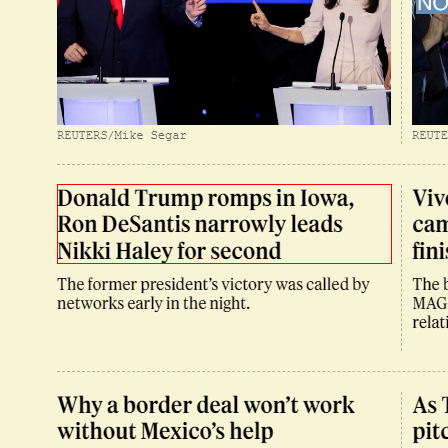 NO
REUTERS/Mike Segar
REUTE
Donald Trump romps in Iowa,
Ron DeSantis narrowly leads
Nikki Haley for second
The former president’s victory was called by
networks early in the night.
Viv
cam
fini
The b
MAG
relat
Why a border deal won’t work
without Mexico’s help
As T
pitc